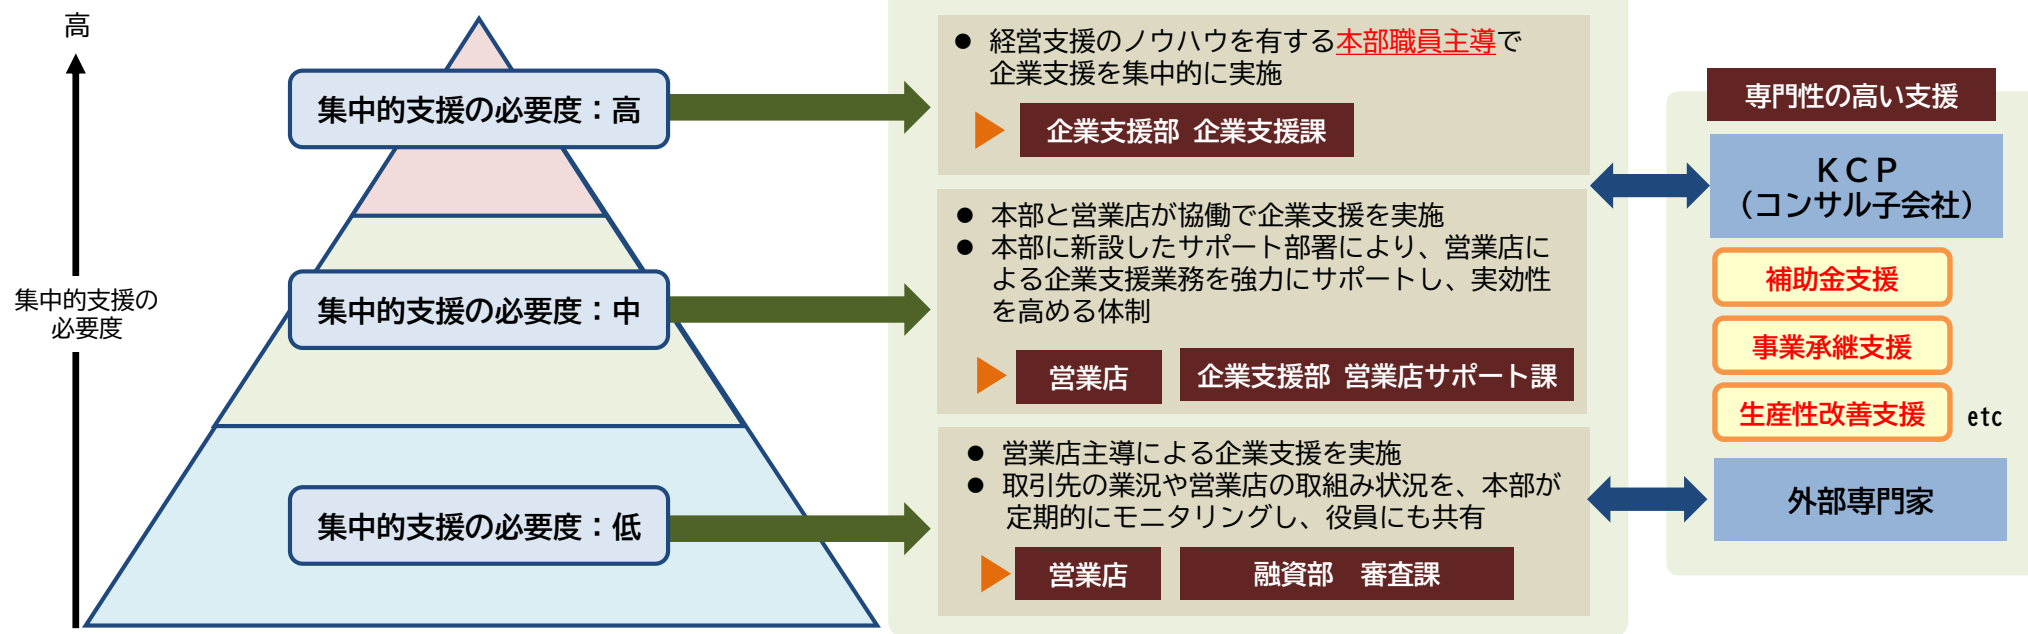 高
集中的支援の
必要度
集中的支援の必要度：高
集中的支援の必要度：中
集中的支援の必要度：低
● 経営支援のノウハウを有する本部職員主導で
企業支援を集中的に実施
企業支援部 企業支援課
● 本部と営業店が協働で企業支援を実施
● 本部に新設したサポート部署により、営業店に
よる企業支援業務を強力にサポートし、実効性
を高める体制
営業店
企業支援部 営業店サポート課
● 営業店主導による企業支援を実施
● 取引先の業況や営業店の取組み状況を、本部が
定期的にモニタリングし、役員にも共有
営業店
融資部　審査課
専門性の高い支援
ＫＣＰ
（コンサル子会社）
補助金支援
事業承継支援
生産性改善支援
etc
外部専門家